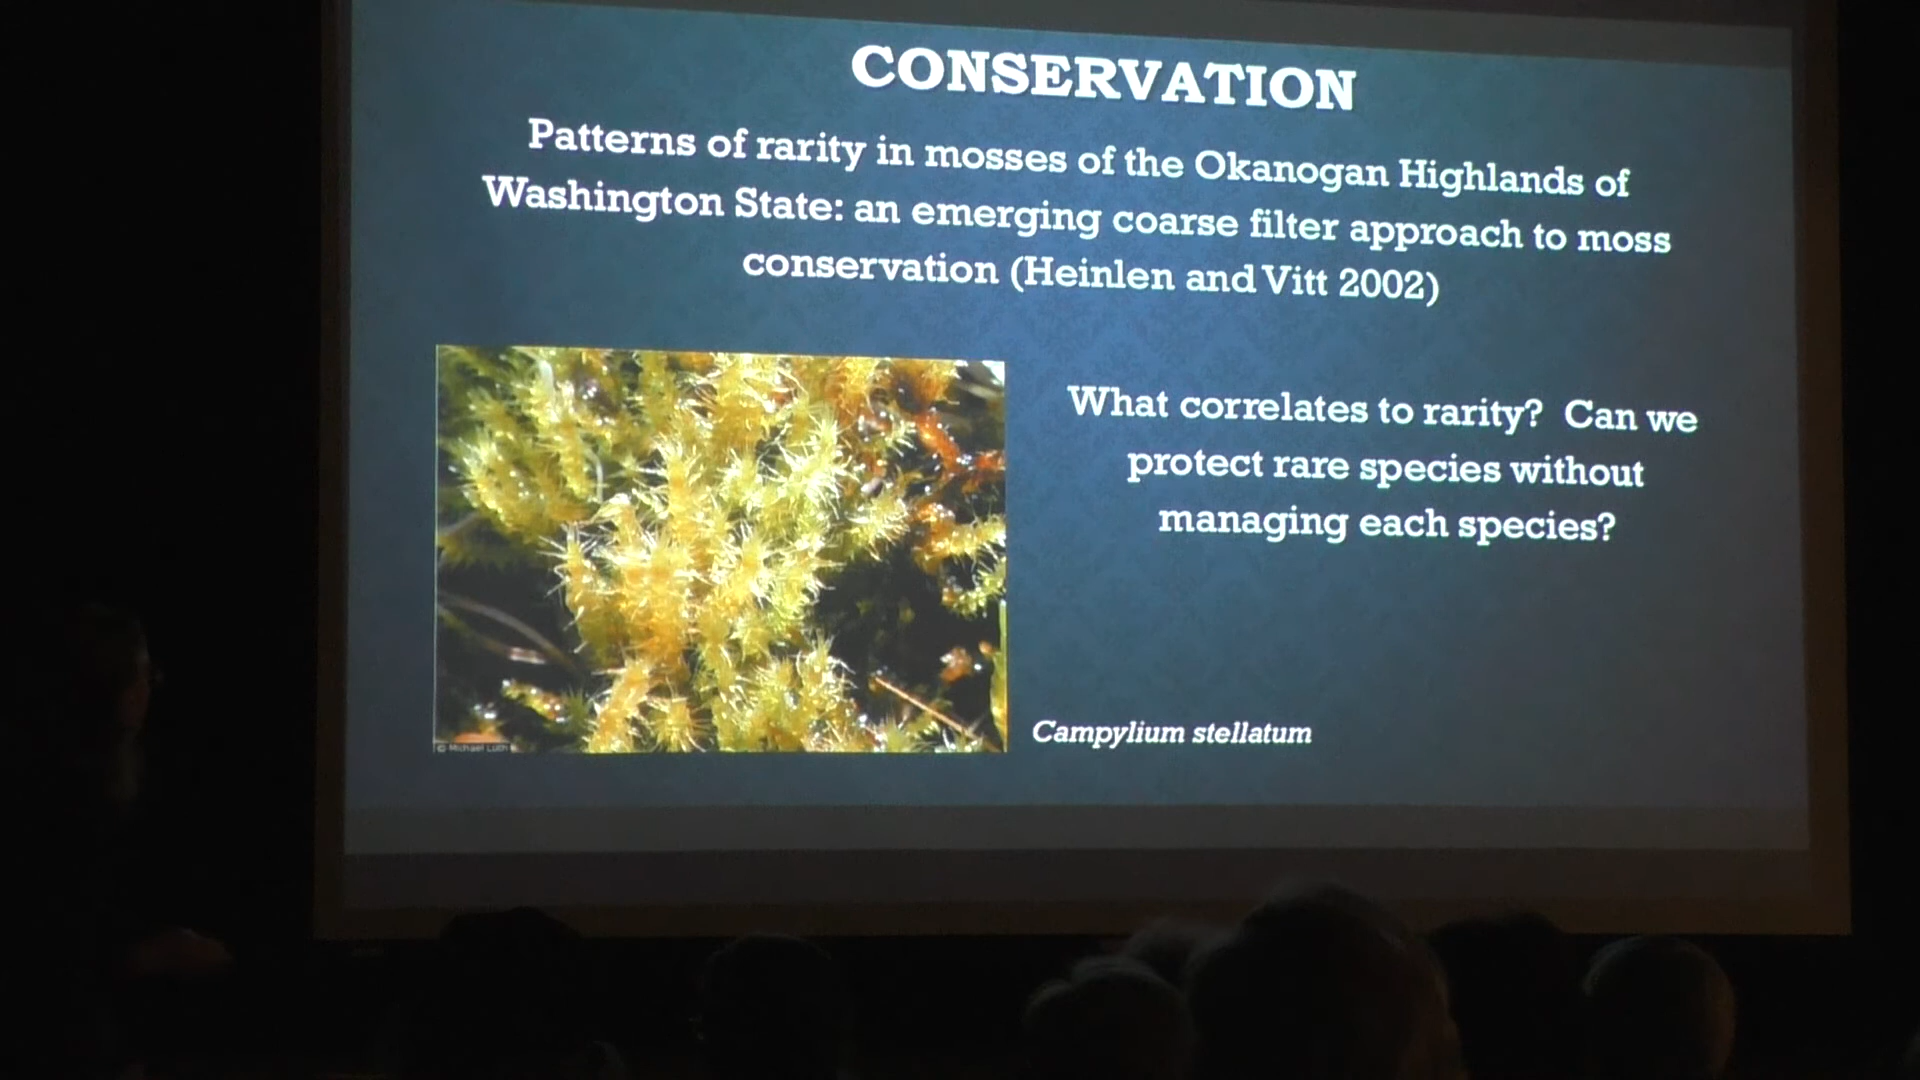 CONSERVATION
Patterns of rarity in mosses of the Okanogan Highlands of
Washington State: an emerging coarse filter approach to moss
conservation (Heinlen and Vitt 2002)
What correlates to rarity? Can we
protect rare species without
managing each species?
Campylium stellatum
© Michael Lüth